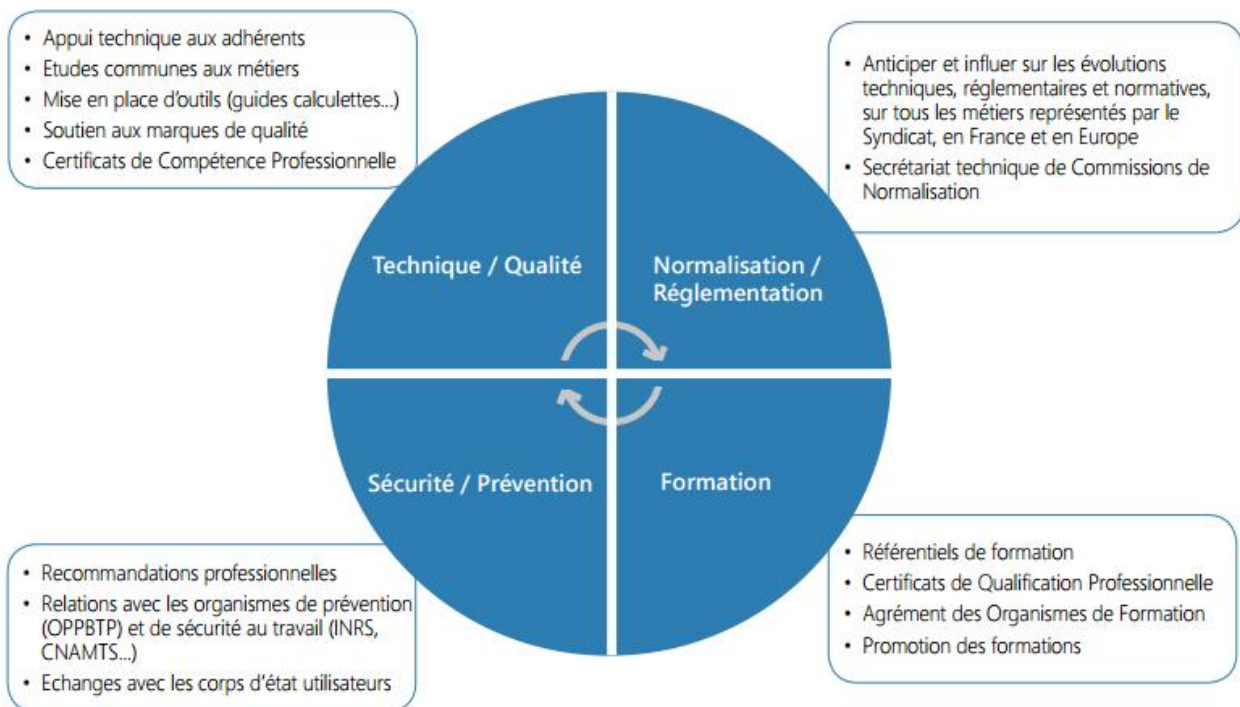 • Appui technique aux adhérents
• Etudes communes aux métiers
• Mise en place d'outils (guides calculettes...)
• Soutien aux marques de qualité
• Certificats de Compétence Professionnelle
• Anticiper et influer sur les évolutions
techniques, réglementaires et normatives,
sur tous les métiers représentés par le
Syndicat, en France et en Europe
• Secrétariat technique de Commissions de
Normalisation
Technique / Qualité
Normalisation /
Réglementation
Sécurité / Prévention
Formation
• Recommandations professionnelles
• Relations avec les organismes de prévention
(OPPBTP) et de sécurité au travail (INRS,
CNAMTS...)
• Echanges avec les corps d'état utilisateurs
• Référentiels de formation
• Certificats de Qualification Professionnelle
• Agrément des Organismes de Formation
• Promotion des formations